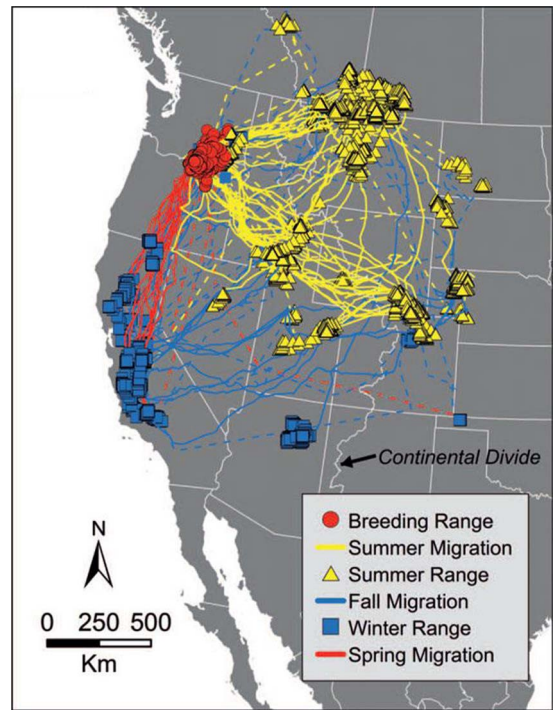 Continental Divide
N
0 250 500
Km
Breeding Range
Summer Migration
Summer Range
Fall Migration
Winter Range
Spring Migration